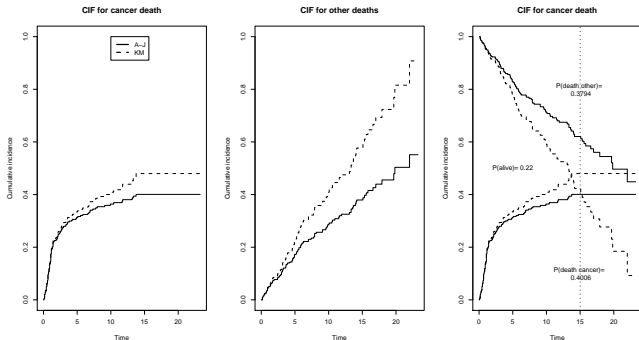 CIF for cancer death
Cumulative incidence
0.0
0.2
0.4
0.6
0.8
1.0
0
5
10
15
20
Time
A−J
KM
CIF for other deaths
Cumulative incidence
0.0
0.2
0.4
0.6
0.8
1.0
0
5
10
15
20
Time
CIF for cancer death
Cumulative incidence
0.0
0.2
0.4
0.6
0.8
1.0
0
5
10
15
20
Time
P(death other)=
0.3794
P(alive)= 0.22
P(death cancer)=
0.4006